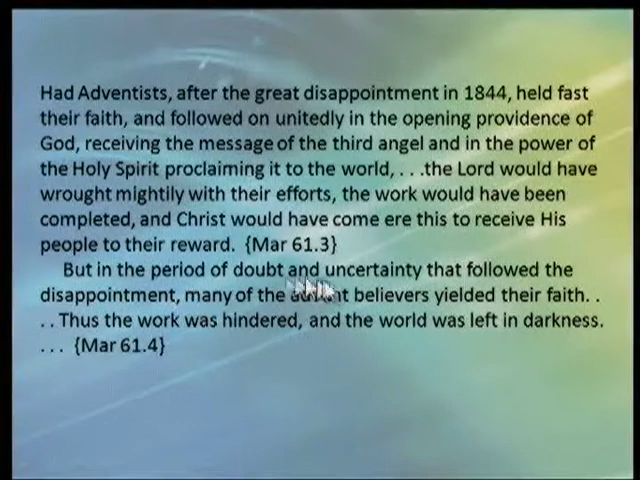 Had Adventists, after the great disappointment in 1844, held fast
their faith, and followed on unitedly in the opening providence of
God, receiving the message of the third angel and in the power of
the Holy Spirit proclaiming it to the world, . . .the Lord would have
wrought mightily with their efforts, the work would have been
completed, and Christ would have come ere this to receive His
people to their reward. {Mar 61.3}
But in the period of doubt and uncertainty that followed the
disappointment, many of the believers yielded their faith. .
. . Thus the work was hindered, and the world was left in darkness.
. . . {Mar 61.4}